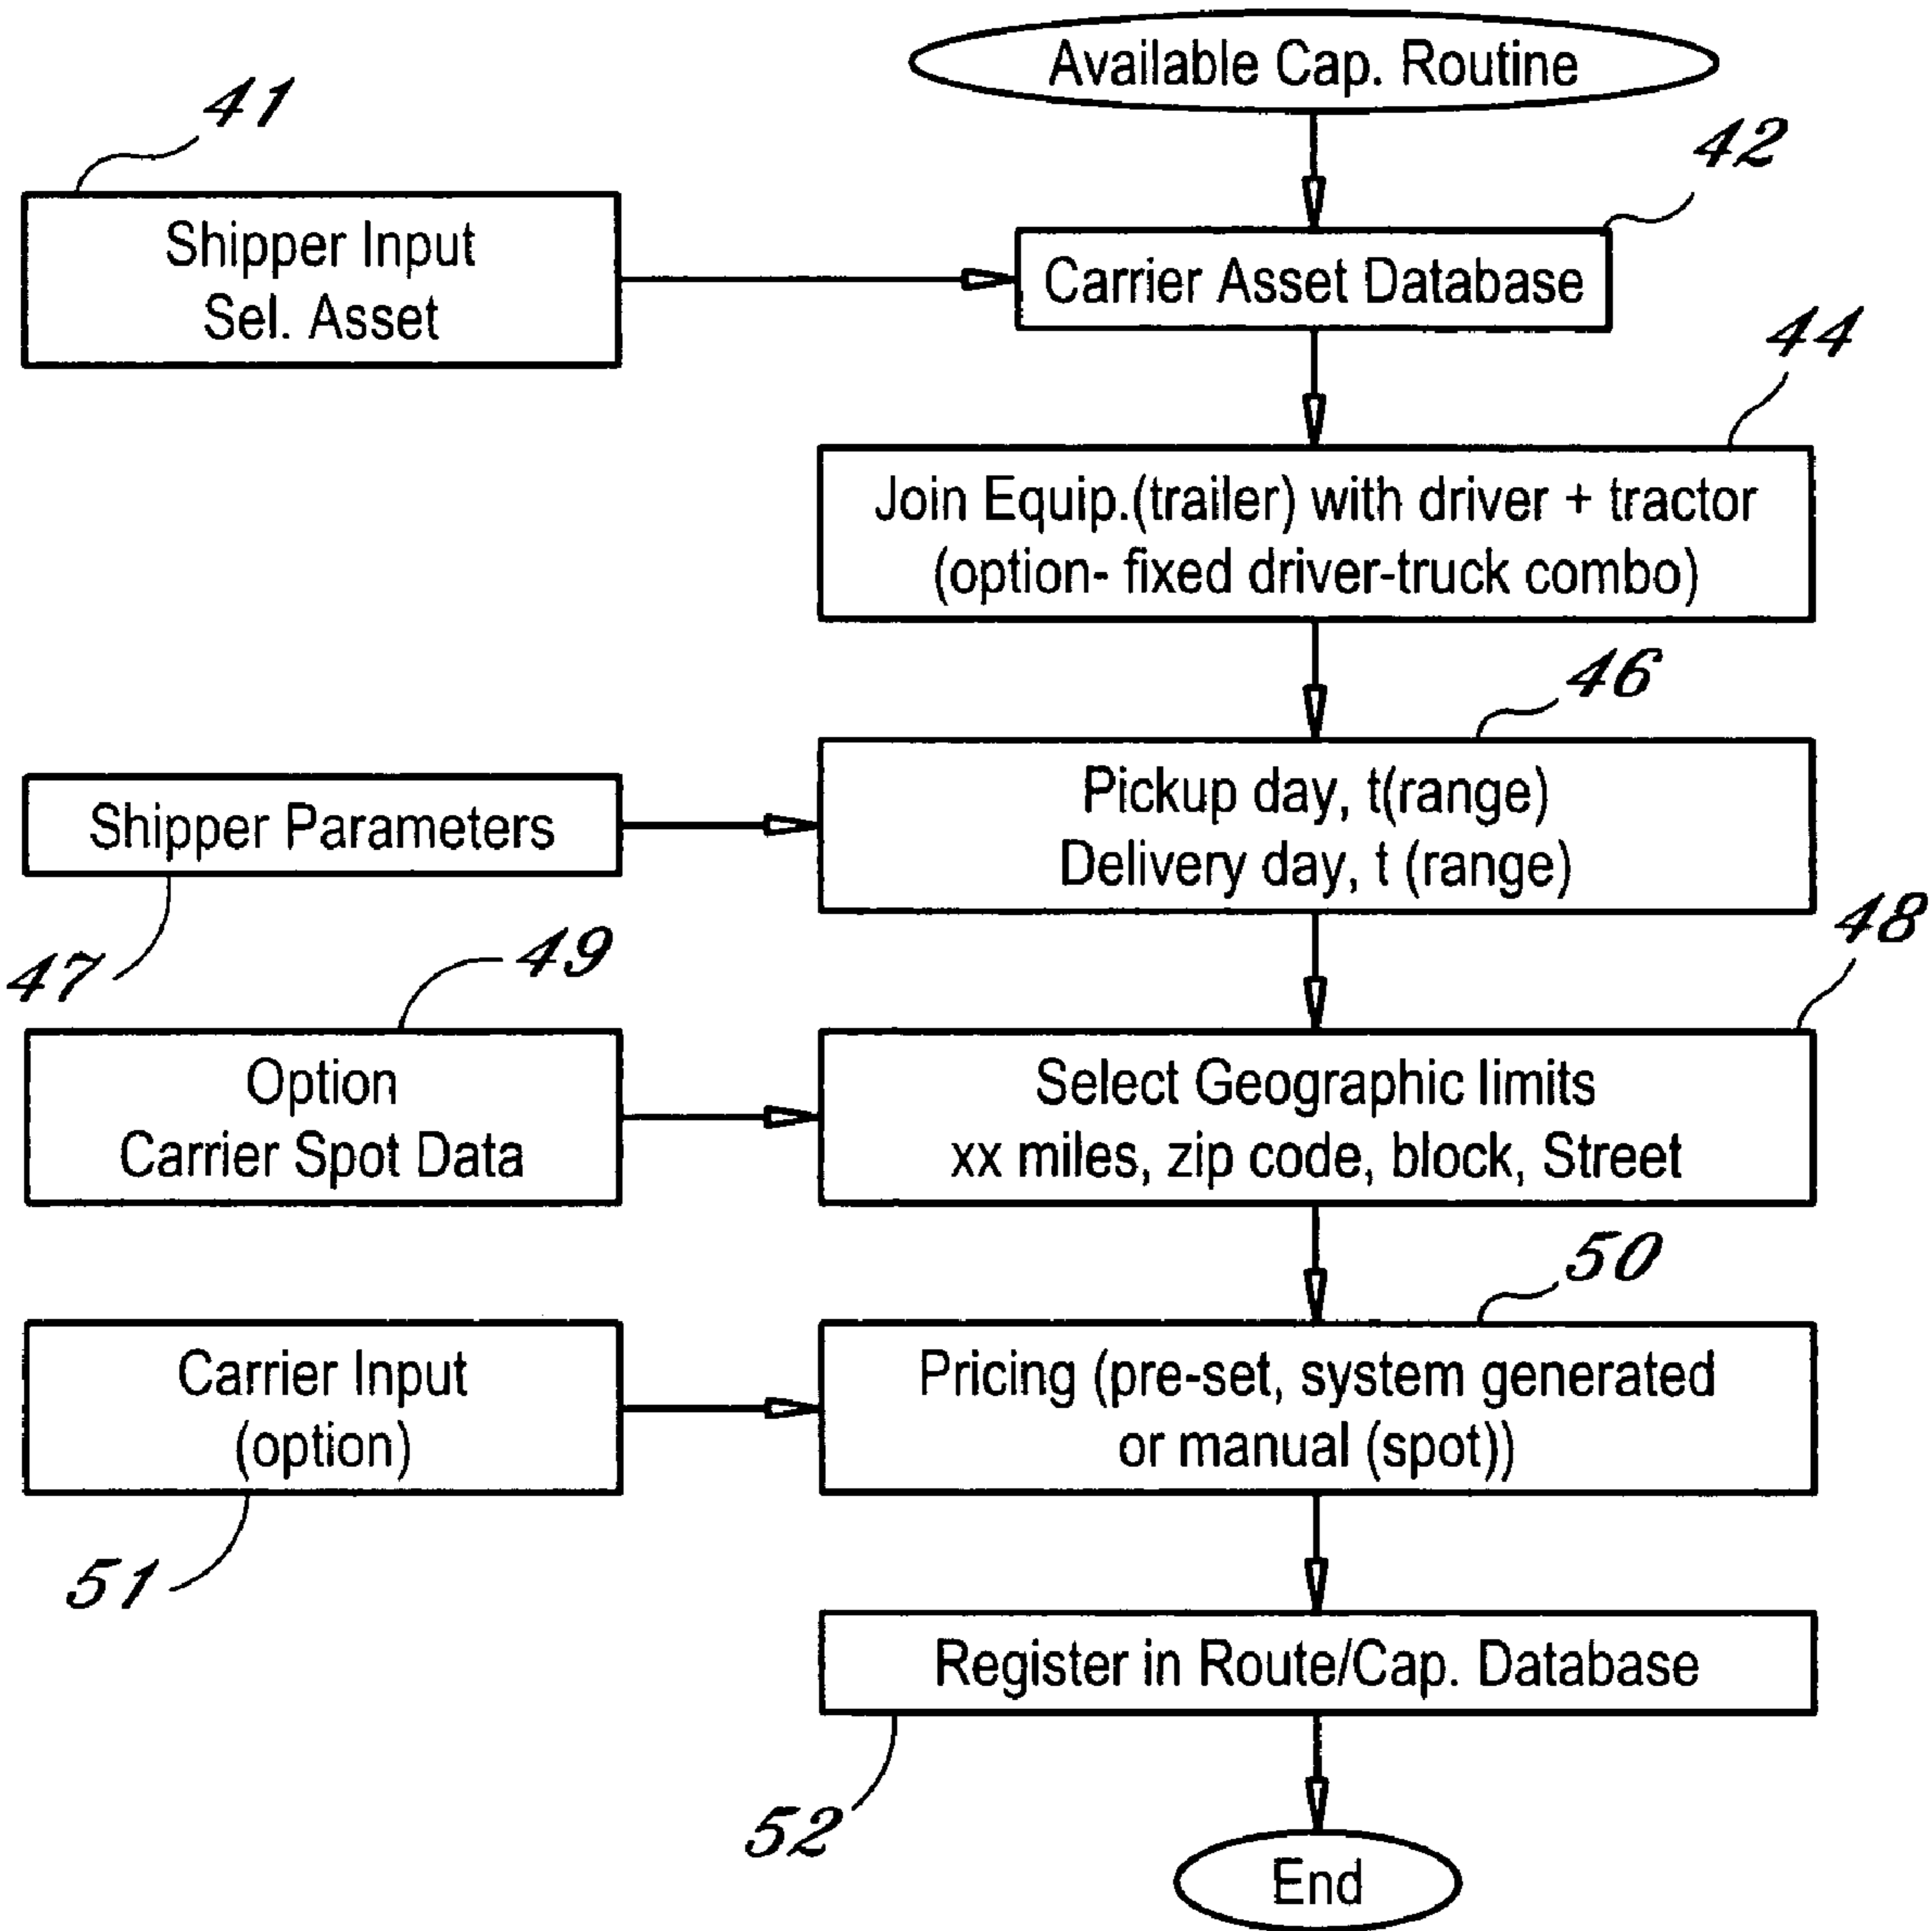 Available Cap. Routine
41
42
Shipper Input
Sel. Asset
Carrier Asset Database
44
Join Equip.(trailer) with driver + tractor
(option- fixed driver-truck combo)
46
Shipper Parameters
Pickup day, t(range)
Delivery day, t (range)
47
49
48
Option
Carrier Spot Data
Select Geographic limits
xx miles, zip code, block, Street
50
Carrier Input
(option)
Pricing (pre-set, system generated
or manual (spot))
51
Register in Route/Cap. Database
52
End